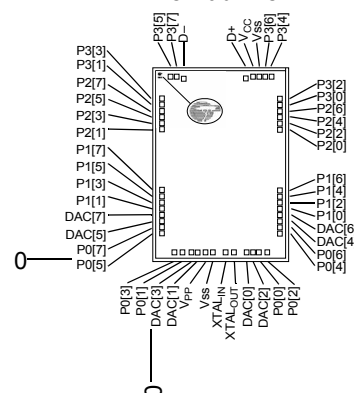 P3[5]
P3[7]
D–
D+
VCC
Vss
P3[6]
P3[4]
P3[3]
P3[1]
P2[7]
P2[5]
P2[3]
P2[1]
P1[7]
P1[5]
P1[3]
P1[1]
DAC[7]
DAC[5]
P0[7]
P0[5]
P3[2]
P3[0]
P2[6]
P2[4]
P2[2]
P2[0]
P1[6]
P1[4]
P1[2]
P1[0]
DAC[6
DAC[4
P0[6]
P0[4]
0
P0[3]
P0[1]
DAC[3]
DAC[1]
VPP
Vss
XTALIN
XTALOUT
DAC[0]
DAC[2]
P0[0]
P0[2]
0